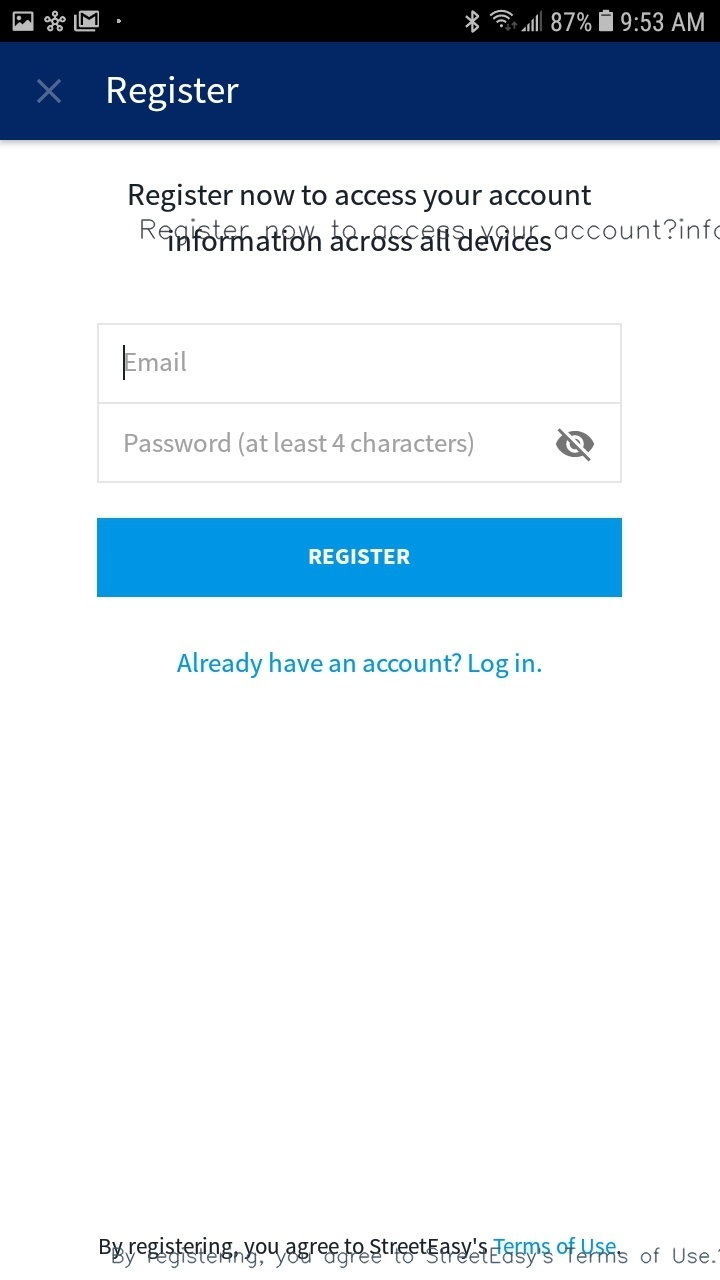 87% 9:53 AM
Register
Register now to access your account
Register now to access your account?info
information across all devices
Email
Password (at least 4 characters)
REGISTER
Already have an account? Log in.
By registering, you agree to StreetEasy's Terms of Use.
By registering, you agree to StreetEasy's Terms of Use.?